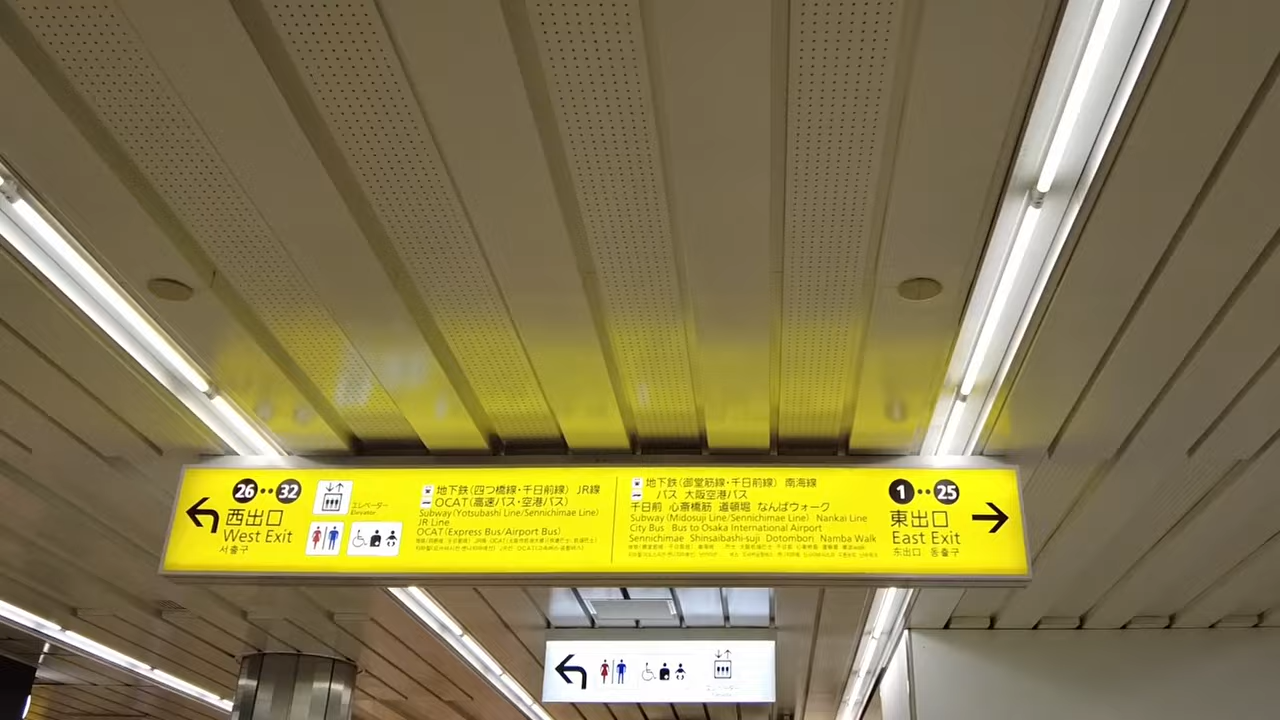 26・・32
西出口
West Exit
서출구
エレベーター
Elevator
地下鉄(四つ橋線・千日前線) JR線
OCAT(高速バス・空港バス)
Subway(Yotsubashi Line/Sennichimae Line)
JR Line
OCAT(Express Bus/Airport Bus)
地下鉄(御堂筋線・千日前線) 南海線
バス 大阪空港バス
千日前 心斎橋筋 道頓堀 なんばウォーク
Subway(Midosuji Line/Sennichimae Line) Nankai Line
City Bus Bus to Osaka International Airport
Sennichimae Shinsaibashi-suji Dotombori Namba Walk
1・・25
東出口
East Exit
东出口 동출구
エレベーター